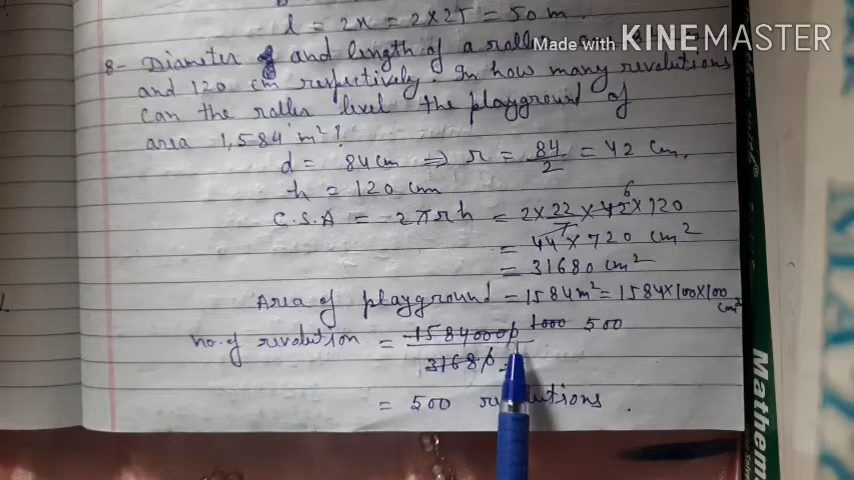 l = 2x = 2 × 25 = 50 m.
Made with KINEMASTER
8- Diameter and length of a roller
and 120 cm respectively. In how many revolutions
can the roller level the playground of
area 1,584 m²?
d = 84 cm ⇒ r = 84/2 = 42 cm.
h = 120 cm
C.S.A = 2πrh = 2 × 22/7 × 42 × 120 6
= 44 × 720 cm²
= 31680 cm²
Area of playground = 1584 m² = 1584×100×100 cm²
No. of revolution = 15840000/31680 1000 500
= 500 revolutions.
Mathema